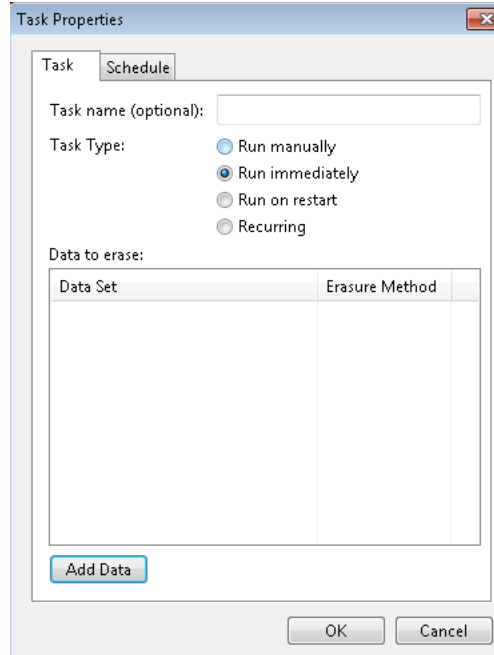 Task Properties
Task Schedule
Task name (optional):
Task Type: Run manually
Run immediately
Run on restart
Recurring
Data to erase:
Data Set Erasure Method
Add Data
OK Cancel